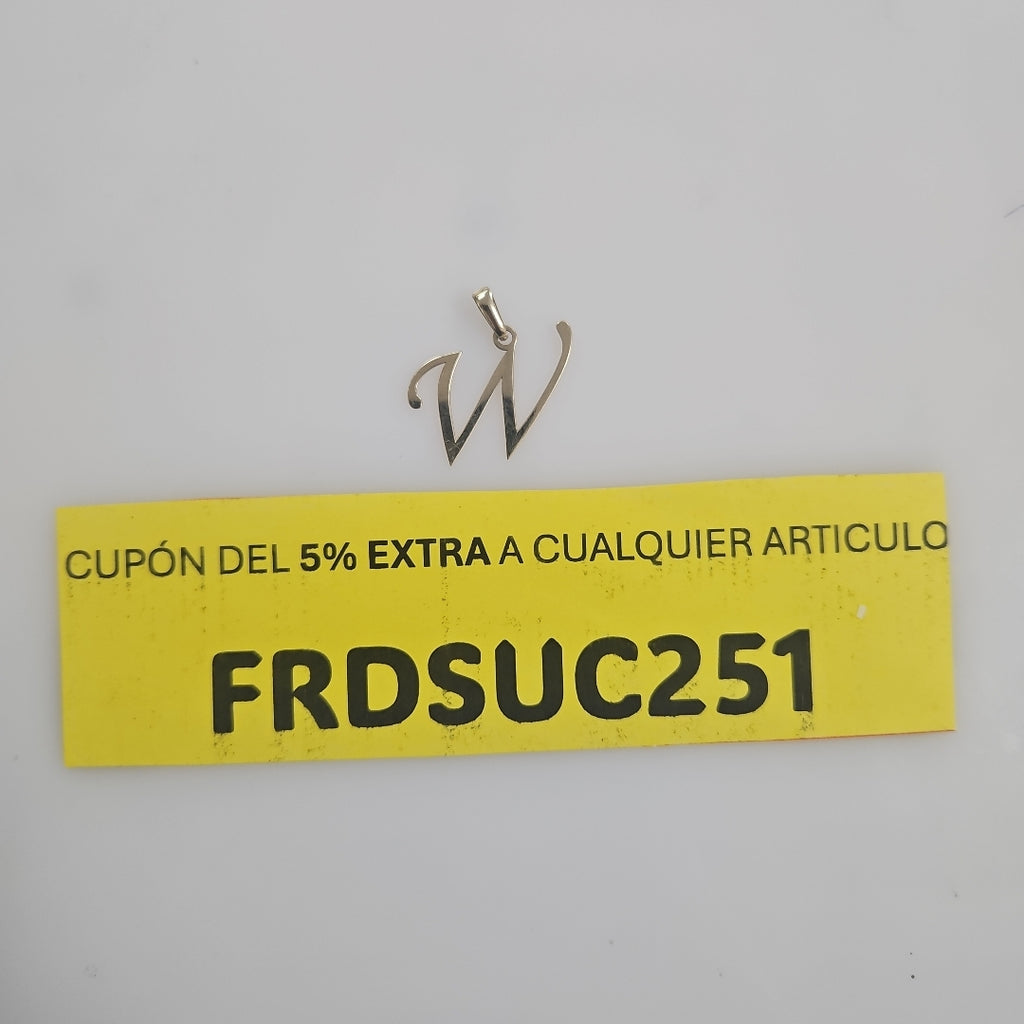 W
CUPÓN DEL 5% EXTRA A CUALQUIER ARTICULO
FRDSUC251